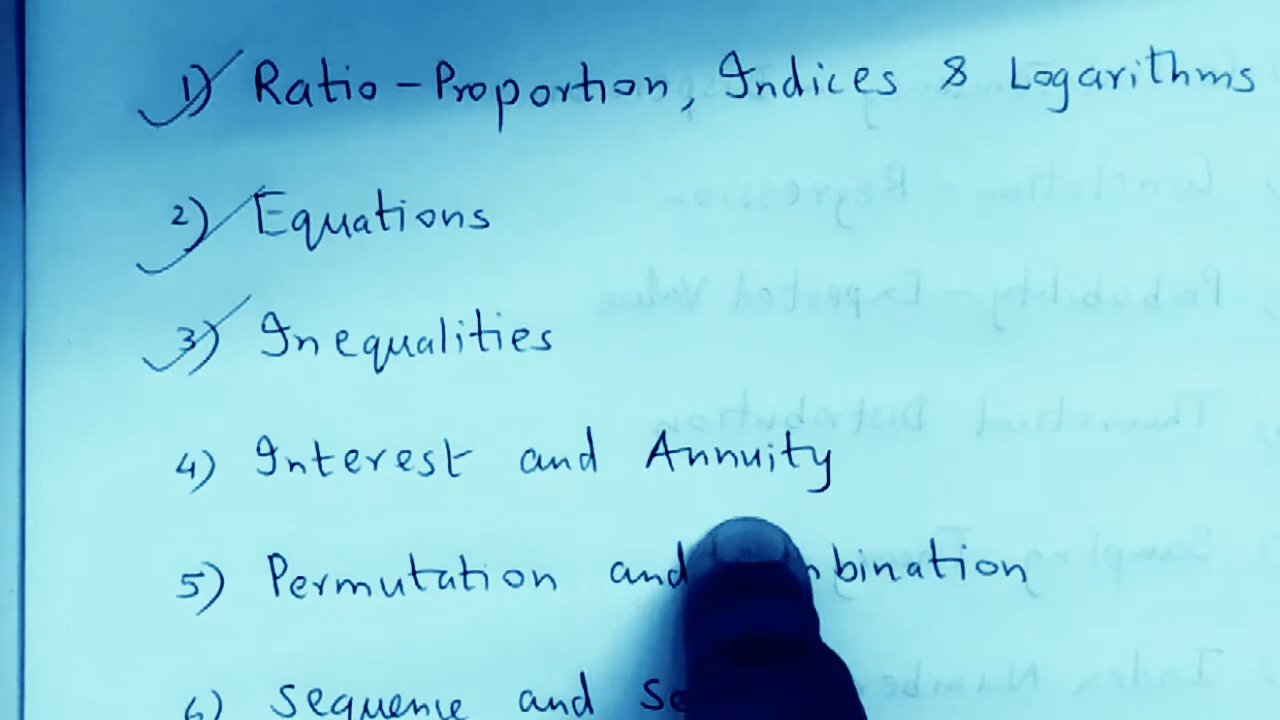 1) Ratio-Proportion, Indices & Logarithms
2) Equations
3) Inequalities
4) Interest and Annuity
5) Permutation and
6) Sequence and